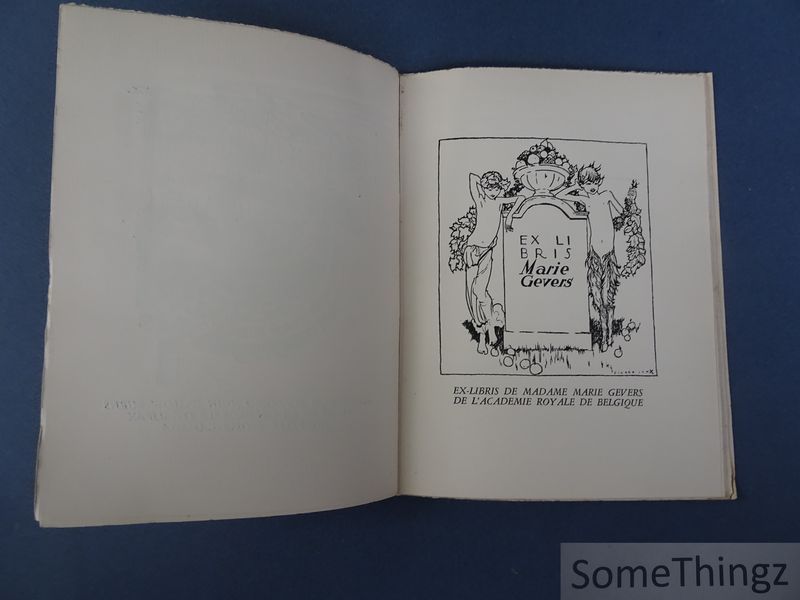 EX LI
BRIS
Marie
Gevers
EX-LIBRIS DE MADAME MARIE GEVERS
DE L'ACADEMIE ROYALE DE BELGIQUE
SomeThingz